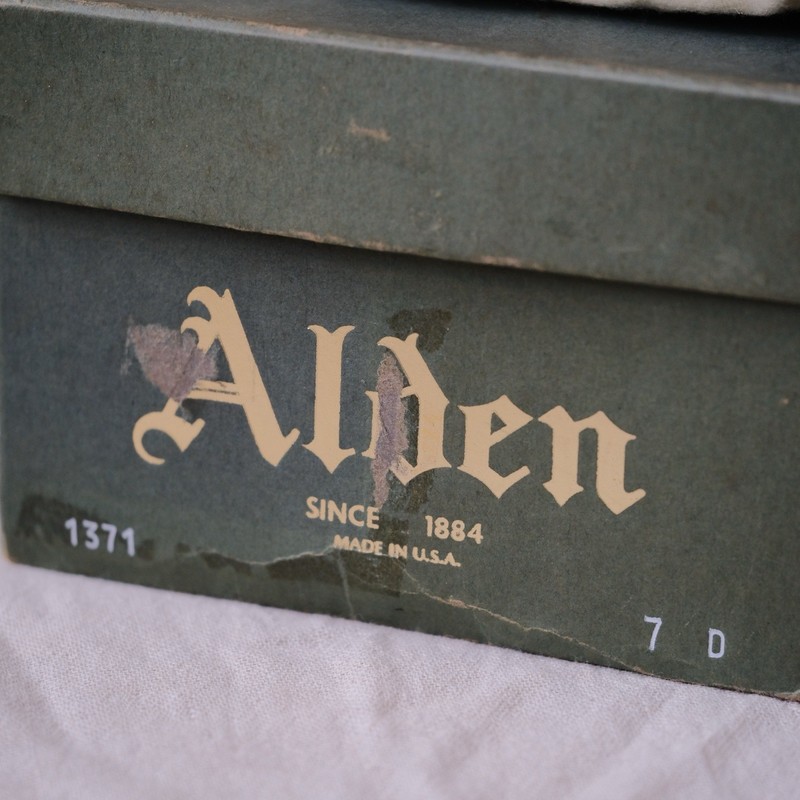 Alden
SINCE 1884
MADE IN U.S.A.
1371
7 D